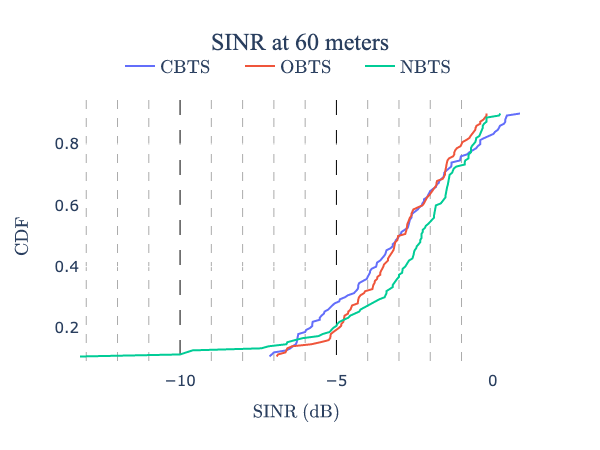 SINR at 60 meters
CBTS OBTS NBTS
0.8
0.6
CDF
0.4
0.2
−10 −5 0
SINR (dB)